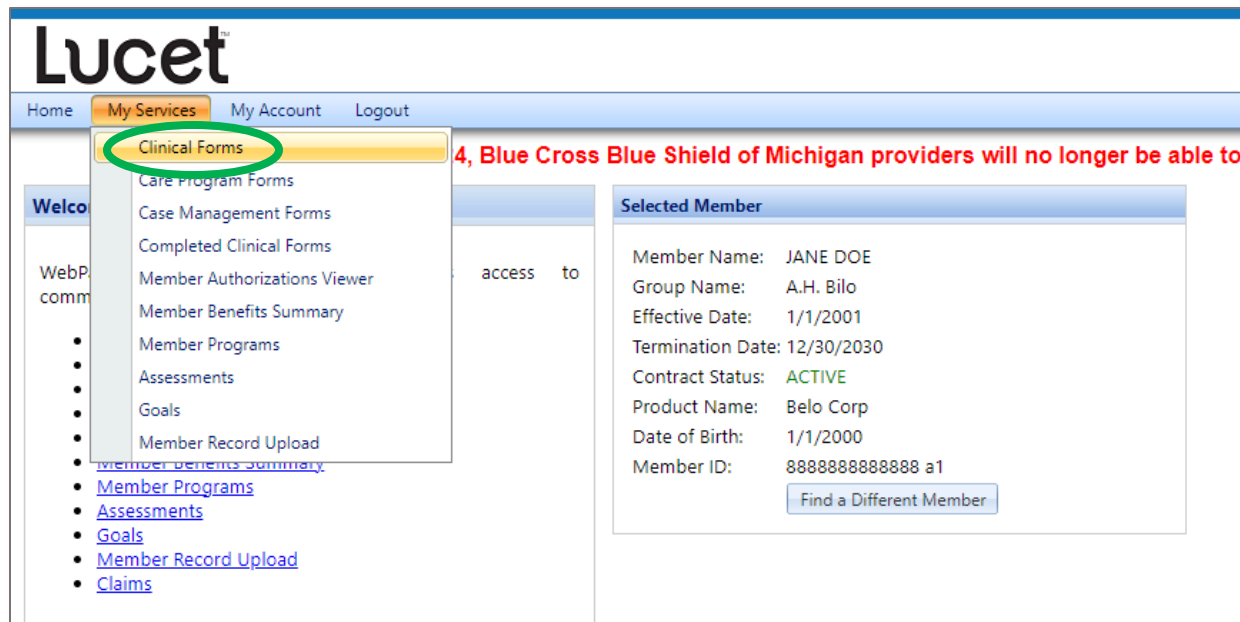 Lucet™
Home My Services My Account Logout
Clinical Forms
Care Program Forms
Case Management Forms
Completed Clinical Forms
Member Authorizations Viewer
Member Benefits Summary
Member Programs
Assessments
Goals
Member Record Upload
4, Blue Cross Blue Shield of Michigan providers will no longer be able to
Welco
WebP access to
comm
Member Benefits Summary
Member Programs
Assessments
Goals
Member Record Upload
Claims
Selected Member
Member Name: JANE DOE
Group Name: A.H. Bilo
Effective Date: 1/1/2001
Termination Date: 12/30/2030
Contract Status: ACTIVE
Product Name: Belo Corp
Date of Birth: 1/1/2000
Member ID: 8888888888888 a1
Find a Different Member